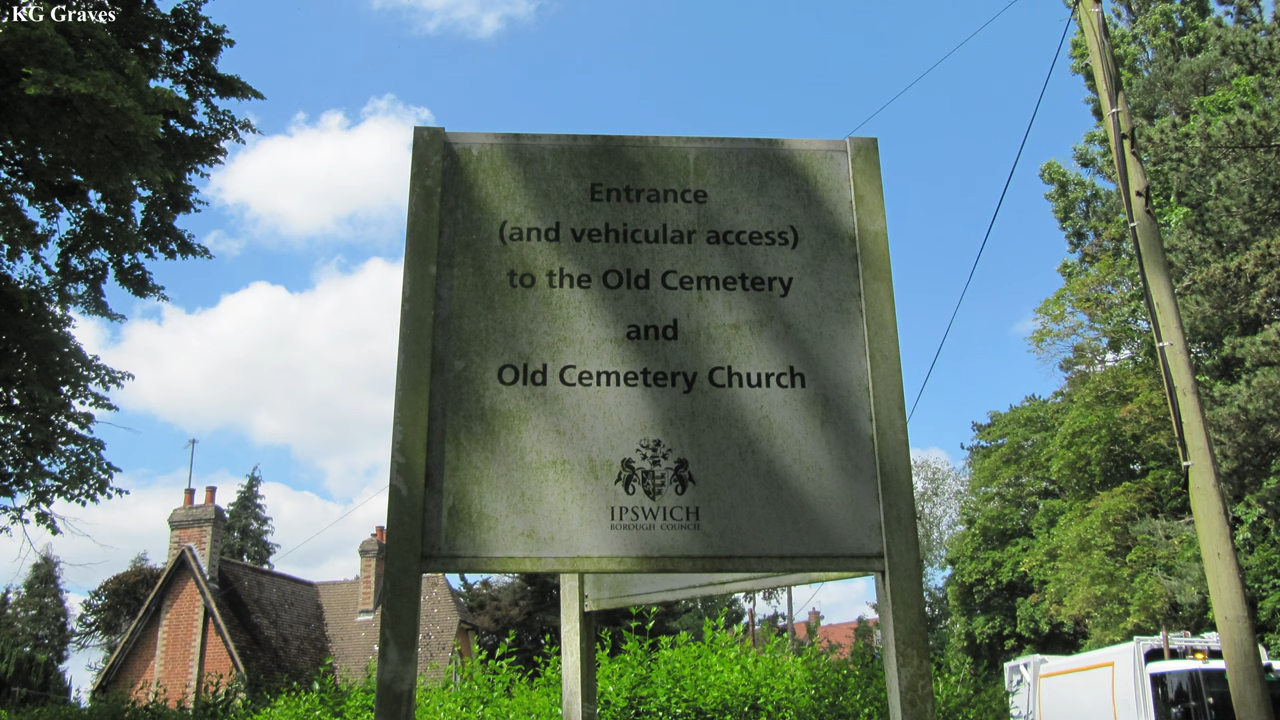 KG Graves
Entrance
(and vehicular access)
to the Old Cemetery
and
Old Cemetery Church
IPSWICH
BOROUGH COUNCIL